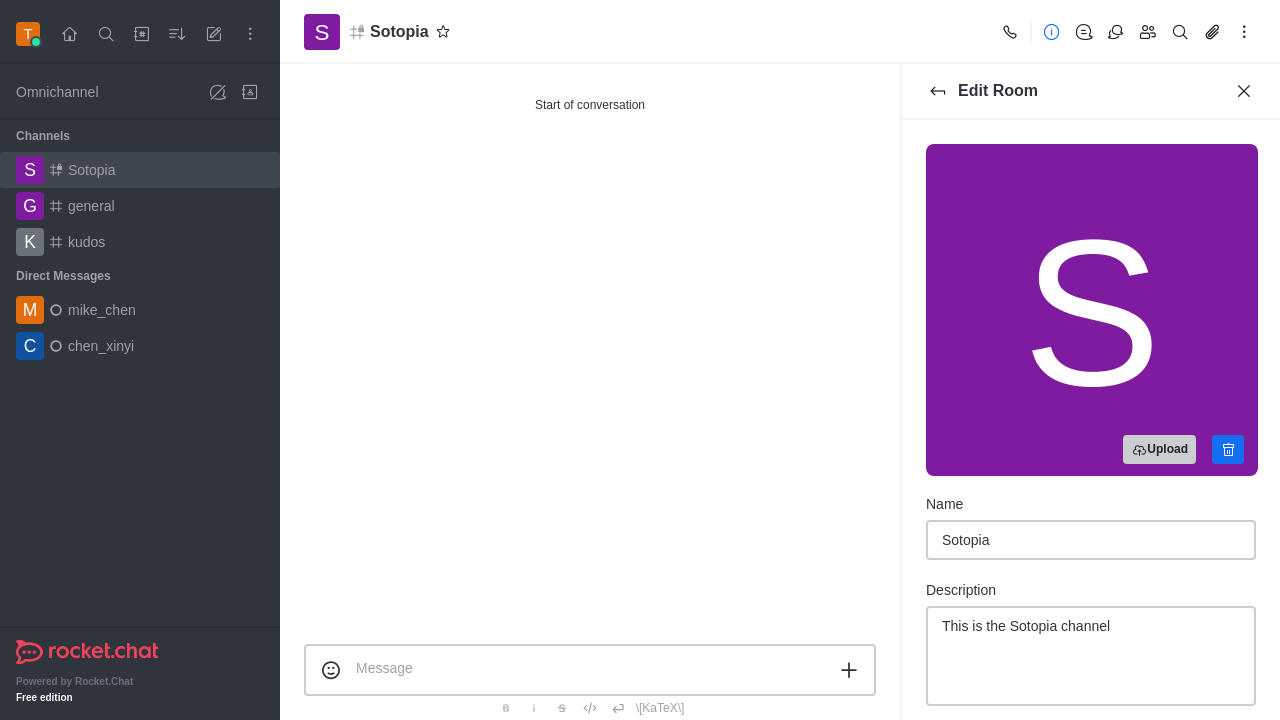 T
Omnichannel
Channels
S Sotopia
G general
K kudos
Direct Messages
M mike_chen
C chen_xinyi
rocket.chat
Powered by Rocket.Chat
Free edition
S Sotopia
Start of conversation
Message
B i S \[KaTeX\]
Edit Room
S
Upload
Name
Sotopia
Description
This is the Sotopia channel